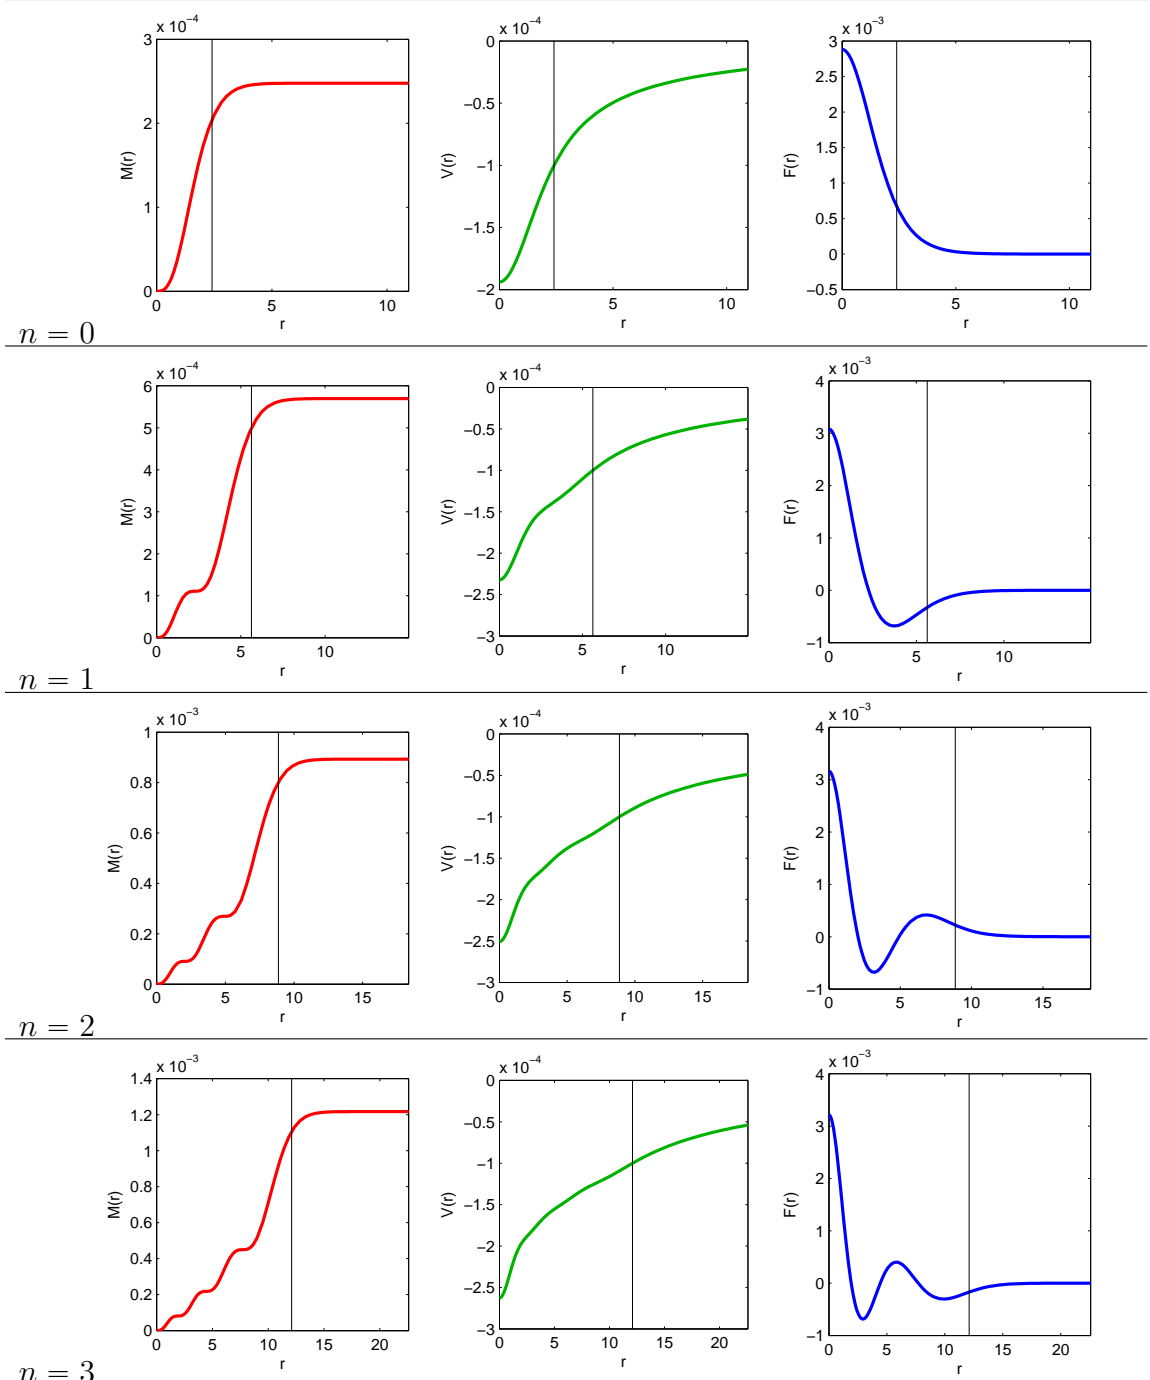 x 10⁻⁴ x 10⁻⁴ x 10⁻³
3 2 1 0
M(r)
0 5 10
r
0 −0.5 −1 −1.5 −2
V(r)
0 5 10
r
3 2.5 2 1.5 1 0.5 0 −0.5
F(r)
0 5 10
r
n = 0
x 10⁻⁴ x 10⁻⁴ x 10⁻³
6 5 4 3 2 1 0
M(r)
0 5 10
r
0 −0.5 −1 −1.5 −2 −2.5 −3
V(r)
0 5 10
r
4 3 2 1 0 −1
F(r)
0 5 10
r
n = 1
x 10⁻³ x 10⁻⁴ x 10⁻³
1 0.8 0.6 0.4 0.2 0
M(r)
0 5 10 15
r
0 −0.5 −1 −1.5 −2 −2.5 −3
V(r)
0 5 10 15
r
4 3 2 1 0 −1
F(r)
0 5 10 15
r
n = 2
x 10⁻³ x 10⁻⁴ x 10⁻³
1.4 1.2 1 0.8 0.6 0.4 0.2 0
M(r)
0 5 10 15 20
r
0 −0.5 −1 −1.5 −2 −2.5 −3
V(r)
0 5 10 15 20
r
4 3 2 1 0 −1
F(r)
0 5 10 15 20
r
n = 3